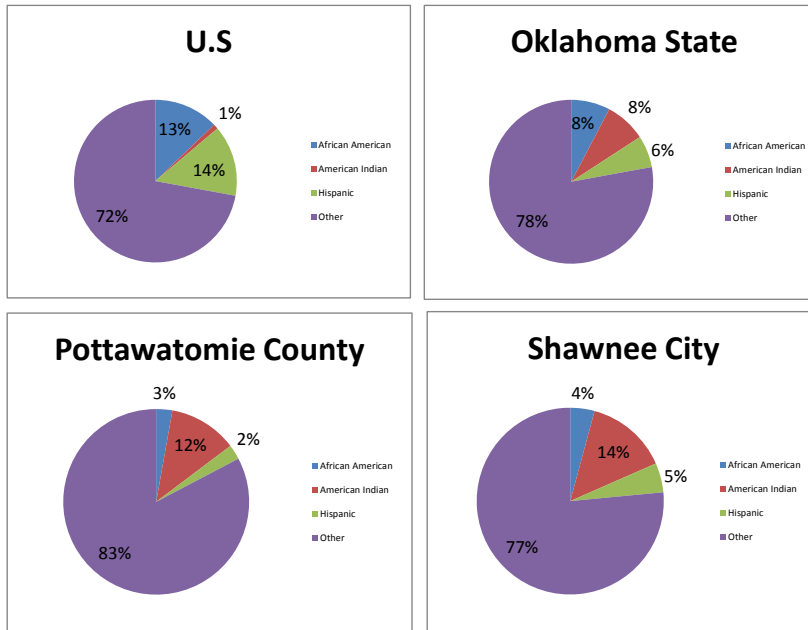 U.S
13%
1%
14%
72%
African American
American Indian
Hispanic
Other
Oklahoma State
8%
8%
6%
78%
African American
American Indian
Hispanic
Other
Pottawatomie County
3%
12%
2%
83%
African American
American Indian
Hispanic
Other
Shawnee City
4%
14%
5%
77%
African American
American Indian
Hispanic
Other